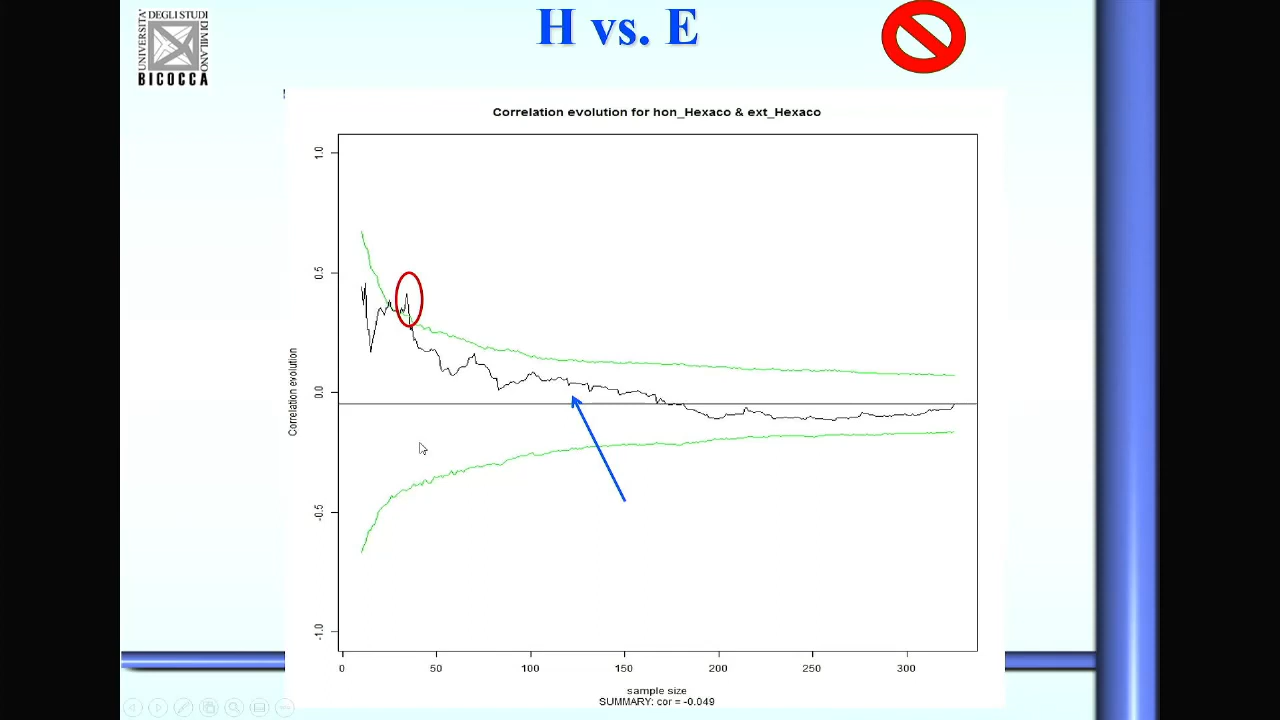 H vs. E
UNIVERSITA'
DEGLI STUDI
DI MILANO
BICOCCA
Correlation evolution for hon_Hexaco & ext_Hexaco
Correlation evolution
1.0
0.5
0.0
-0.5
-1.0
0 50 100 150 200 250 300
sample size
SUMMARY: cor = -0.049